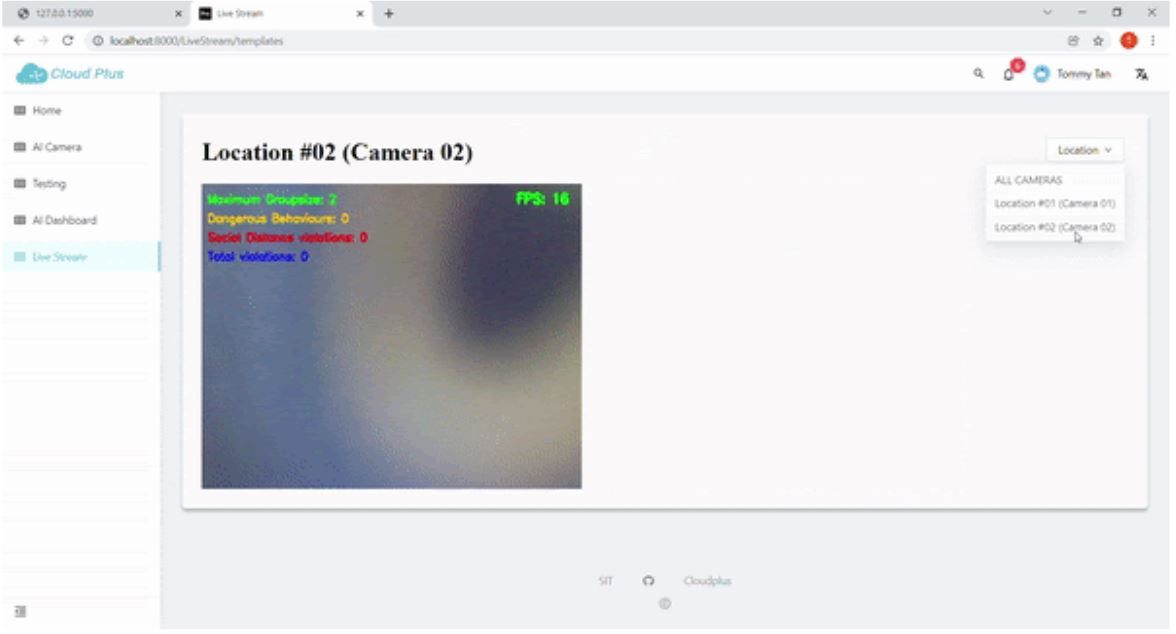 127.0.0.1:5000
Live Stream
localhost:8000/LiveStream/templates
Cloud Plus
6
Tommy Tan
Home
AI Camera
Testing
AI Dashboard
Live Stream
Location #02 (Camera 02)
Location
ALL CAMERAS
Location #01 (Camera 01)
Location #02 (Camera 02)
Maximum Groupsize: 2
FPS: 16
Dangerous Behaviours: 0
Social Distance violations: 0
Total violations: 0
SIT
Cloudplus